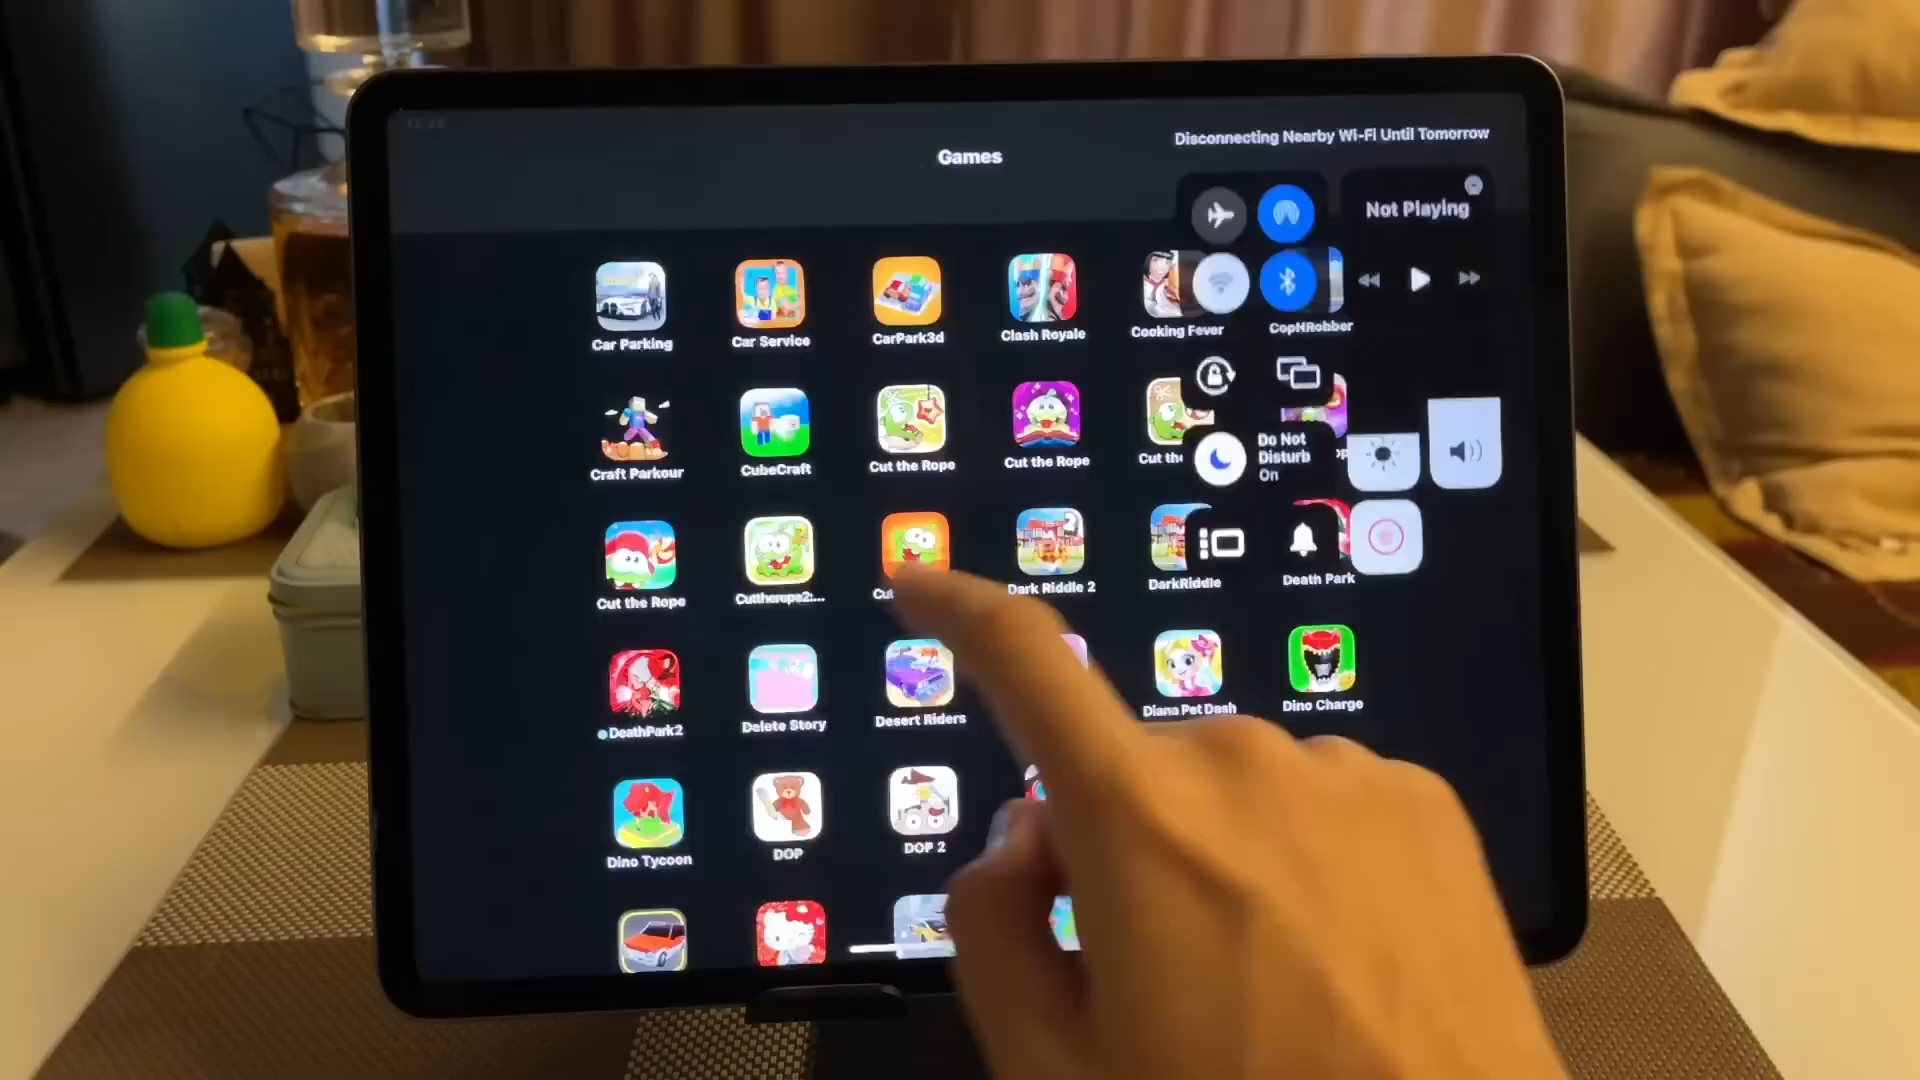 Disconnecting Nearby Wi-Fi Until Tomorrow
Games
Not Playing
Car Parking
Car Service
CarPark3d
Clash Royale
Cooking Fever
CopNRobber
Craft Parkour
CubeCraft
Cut the Rope
Cut the Rope
Cut the
Do Not
Disturb
On
Cut the Rope
Cuttherope2:...
Cut
Dark Riddle 2
DarkRiddle
Death Park
DeathPark2
Delete Story
Desert Riders
Diana Pet Dash
Dino Charge
Dino Tycoon
DOP
DOP 2